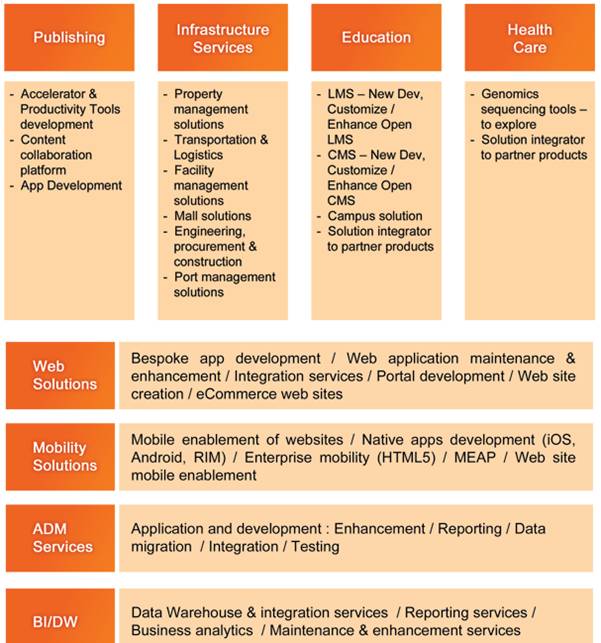 Publishing
- Accelerator &
Productivity Tools
development
- Content
collaboration
platform
- App Development
Infrastructure
Services
- Property
management
solutions
- Transportation &
Logistics
- Facility
management
solutions
- Mall solutions
- Engineering,
procurement &
construction
- Port management
solutions
Education
- LMS – New Dev,
Customize /
Enhance Open
LMS
- CMS – New Dev,
Customize /
Enhance Open
CMS
- Campus solution
- Solution integrator
to partner products
Health
Care
- Genomics
sequencing tools –
to explore
- Solution integrator
to partner products
Web
Solutions
Bespoke app development / Web application maintenance &
enhancement / Integration services / Portal development / Web site
creation / eCommerce web sites
Mobility
Solutions
Mobile enablement of websites / Native apps development (iOS,
Android, RIM) / Enterprise mobility (HTML5) / MEAP / Web site
mobile enablement
ADM
Services
Application and development : Enhancement / Reporting / Data
migration / Integration / Testing
BI/DW
Data Warehouse & integration services / Reporting services /
Business analytics / Maintenance & enhancement services